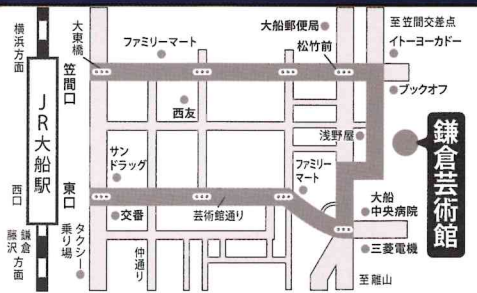 横浜方面
大東橋
ファミリーマート
大船郵便局
松竹前
至笠間交差点
イトーヨーカドー
笠間口
JR大船駅
西友
ブックオフ
浅野屋
鎌倉芸術館
サン
ドラッグ
ファミリー
マート
西口
東口
交番
芸術館通り
大船
中央病院
鎌倉
藤沢
方面
タクシー
乗り場
仲通り
三菱電機
至離山